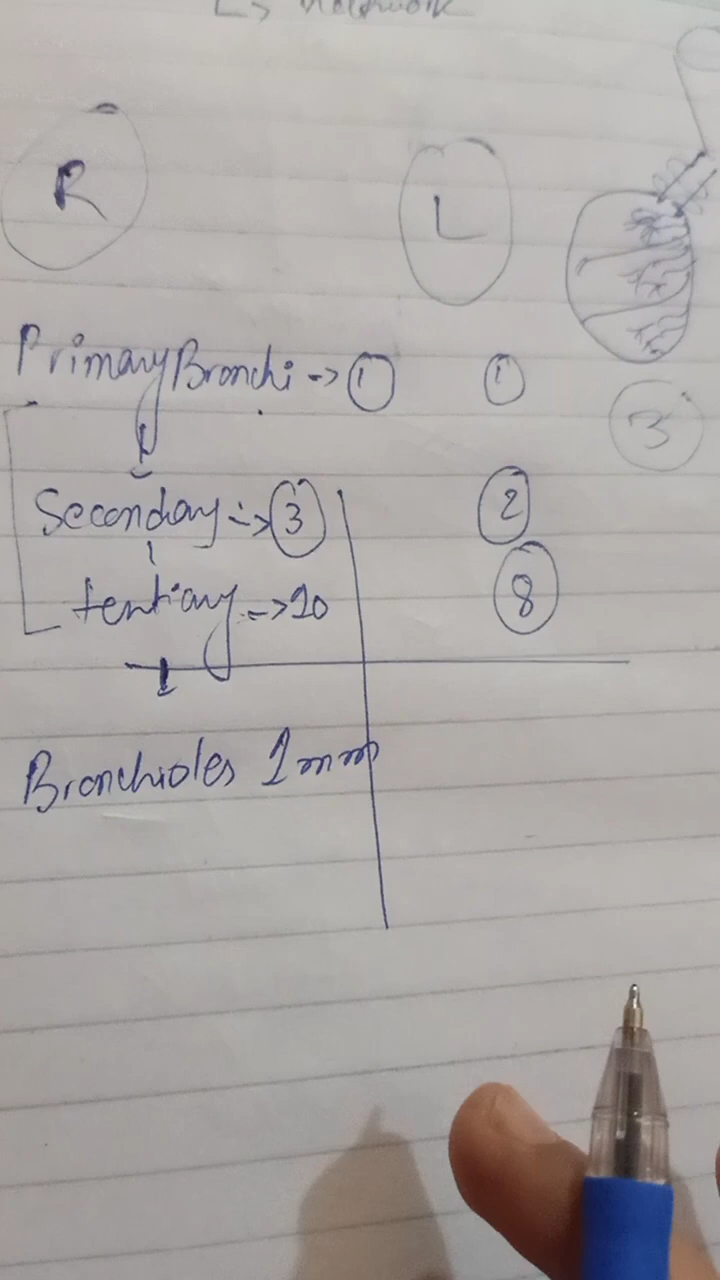 R L
Primary Bronchi -> 1 1
3
Secondary -> 3 2
tertiary -> 10 8
Bronchioles 1mm